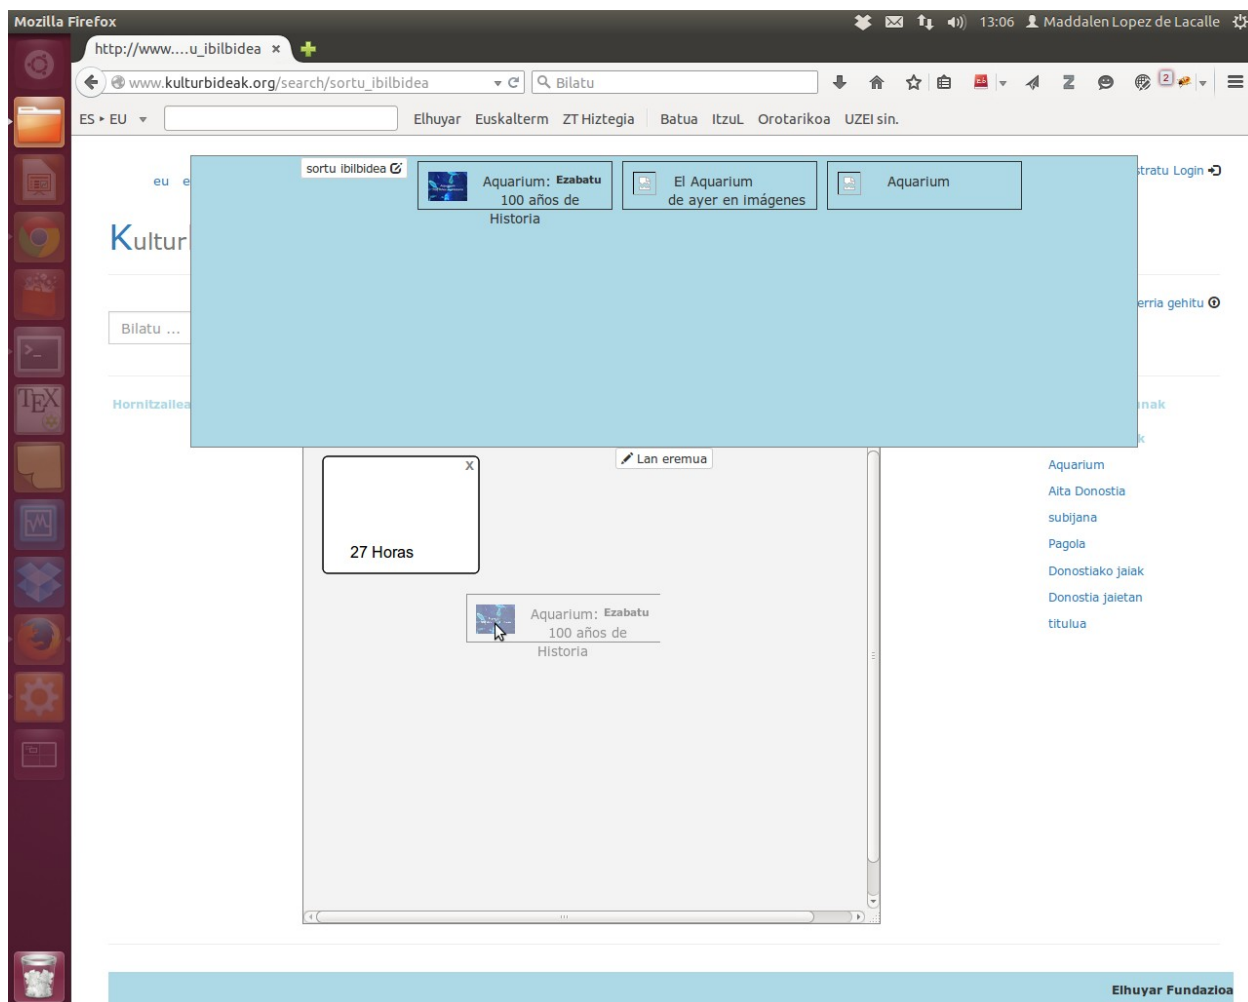 Mozilla Firefox
13:06 Maddalen Lopez de Lacalle
http://www....u_ibilbidea ×
www.kulturbideak.org/search/sortu_ibilbidea
Bilatu
2
ES ▸ EU
Elhuyar Euskalterm ZT Hiztegia Batua ItzuL Orotarikoa UZEI sin.
eu e
sortu ibilbidea
Aquarium: Ezabatu
100 años de
Historia
El Aquarium
de ayer en imágenes
Aquarium
stratu Login
Kultur
erria gehitu
Bilatu ...
Hornitzailea
nak
k
Lan eremua
X
27 Horas
Aquarium: Ezabatu
100 años de
Historia
Aquarium
Aita Donostia
subijana
Pagola
Donostiako jaiak
Donostia jaietan
titulua
TEX
Elhuyar Fundazioa